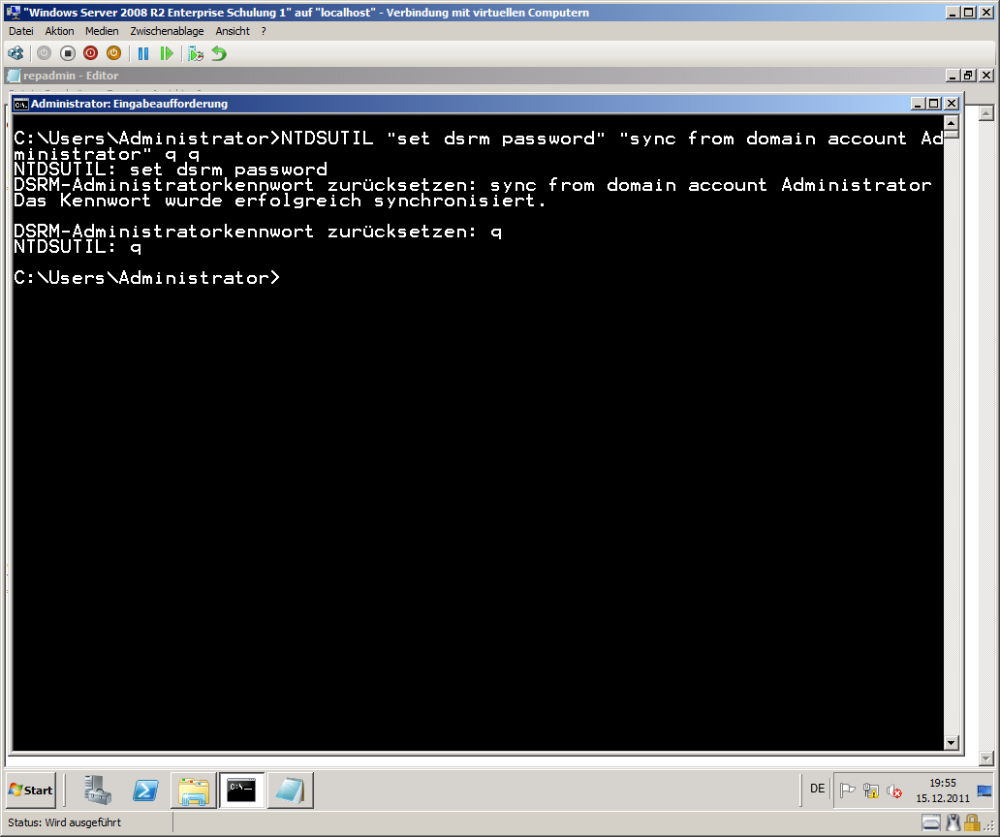 "Windows Server 2008 R2 Enterprise Schulung 1" auf "localhost" - Verbindung mit virtuellen Computern
Datei Aktion Medien Zwischenablage Ansicht ?
repadmin - Editor
Administrator: Eingabeaufforderung
C:\Users\Administrator>NTDSUTIL "set dsrm password" "sync from domain account Ad
ministrator" q q
NTDSUTIL: set dsrm password
DSRM-Administratorkennwort zurücksetzen: sync from domain account Administrator
Das Kennwort wurde erfolgreich synchronisiert.
DSRM-Administratorkennwort zurücksetzen: q
NTDSUTIL: q
C:\Users\Administrator>
Start
DE
19:55
15.12.2011
Status: Wird ausgeführt